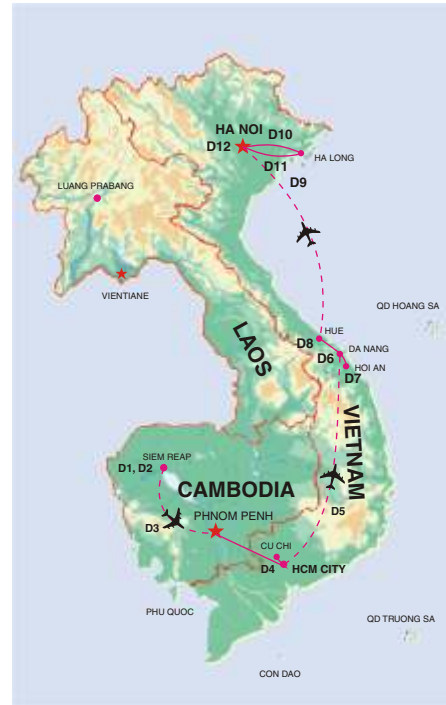 HA NOI
D10
D12
D11
HA LONG
D9
LUANG PRABANG
VIENTIANE
QD HOANG SA
HUE
D8
DA NANG
D6
HOI AN
D7
LAOS
VIETNAM
SIEM REAP
D1, D2
CAMBODIA
PHNOM PENH
D3
D5
CU CHI
D4
HCM CITY
PHU QUOC
QD TRUONG SA
CON DAO